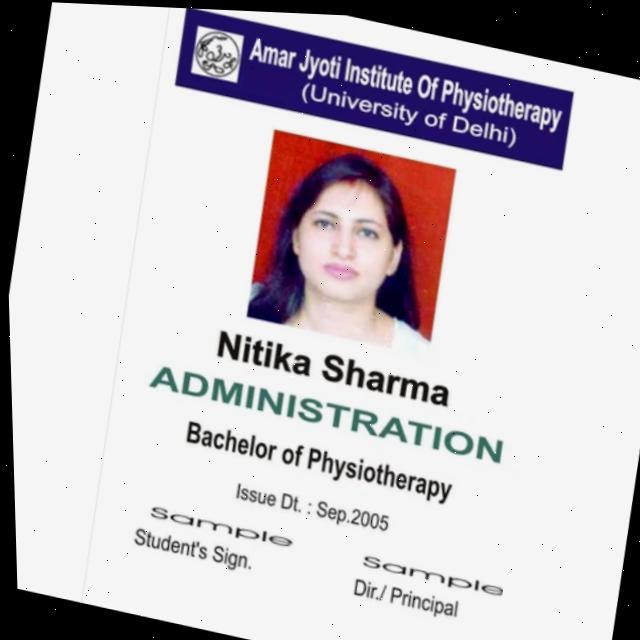 Amar Jyoti Institute Of Physiotherapy
(University of Delhi)
Nitika Sharma
ADMINISTRATION
Bachelor of Physiotherapy
Issue Dt. : Sep.2005
Sample
Student's Sign.
Sample
Dir./ Principal